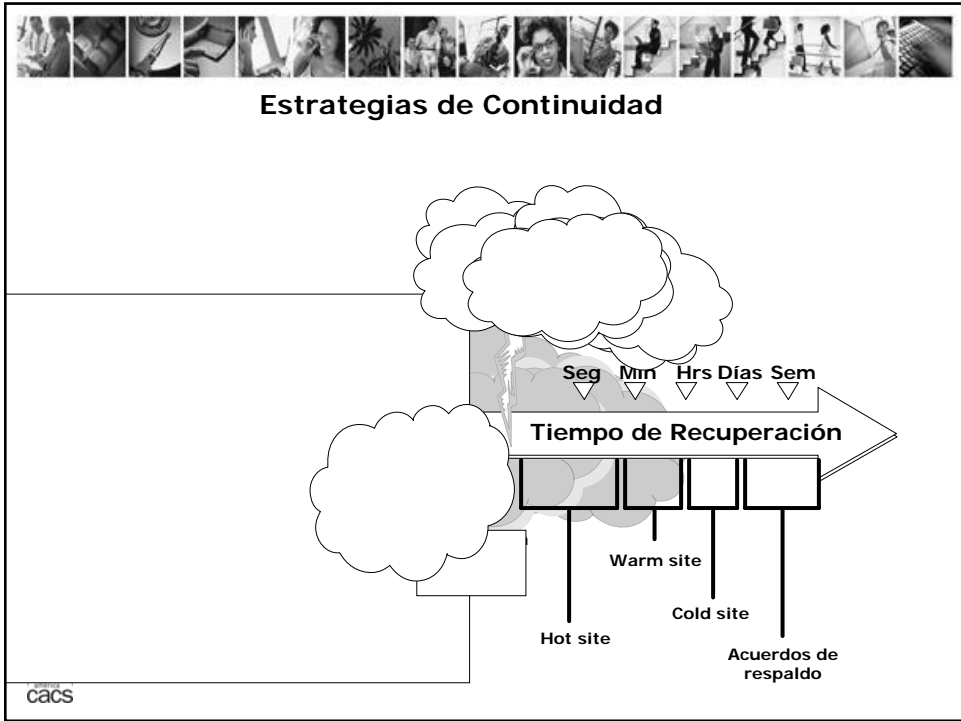 Estrategias de Continuidad
Seg Min Hrs Días Sem
Tiempo de Recuperación
Warm site
Cold site
Hot site
Acuerdos de
respaldo
america
cacs